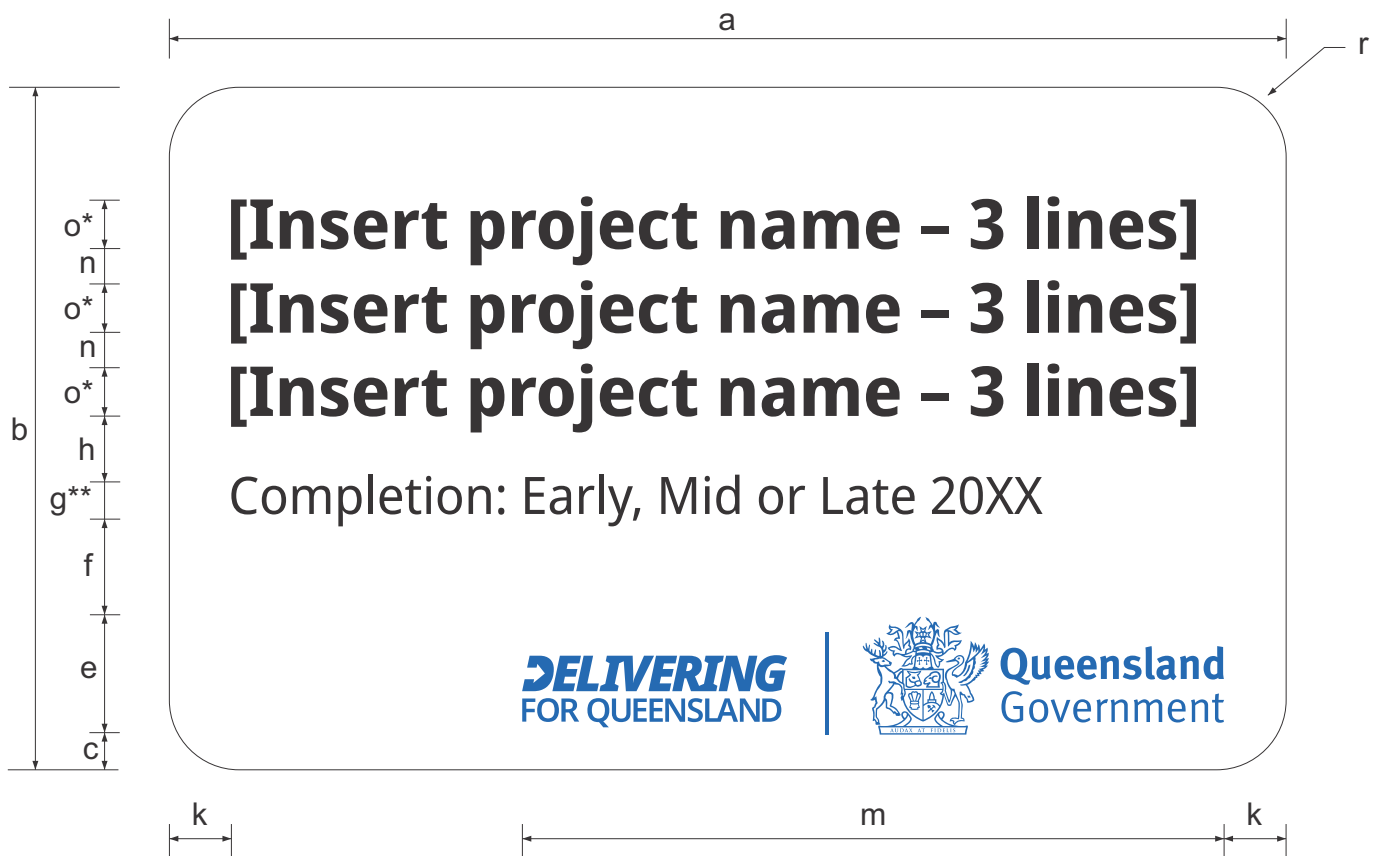 a
r
[Insert project name – 3 lines]
[Insert project name – 3 lines]
[Insert project name – 3 lines]
Completion: Early, Mid or Late 20XX
DELIVERING
FOR QUEENSLAND
Queensland
Government
AUDAX AT FIDELIS
b
o*
n
o*
n
o*
h
g**
f
e
c
k
m
k